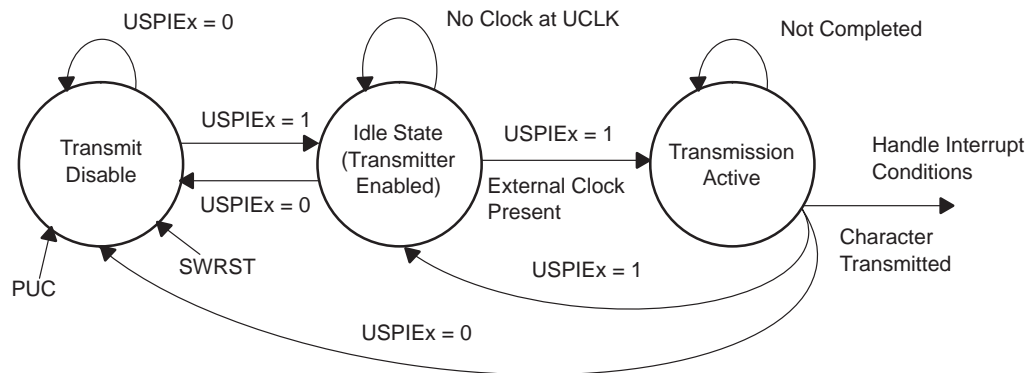 USPIEx = 0
No Clock at UCLK
Not Completed
Transmit
Disable
USPIEx = 1
USPIEx = 0
Idle State
(Transmitter
Enabled)
USPIEx = 1
External Clock
Present
Transmission
Active
Handle Interrupt
Conditions
Character
Transmitted
PUC
SWRST
USPIEx = 1
USPIEx = 0